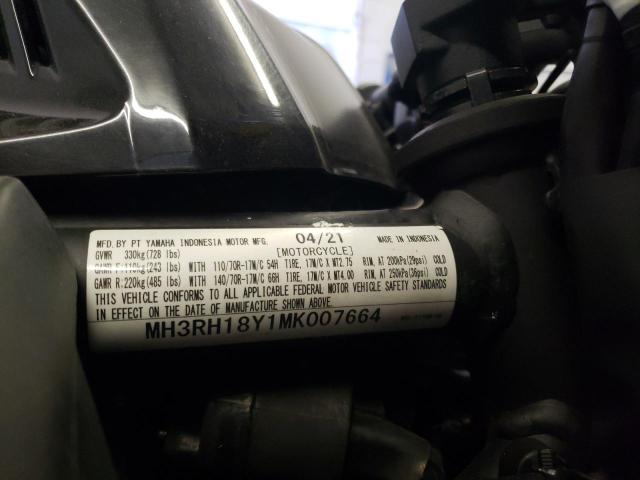 MFD. BY PT YAMAHA INDONESIA MOTOR MFG. 04/21 MADE IN INDONESIA
GVWR 330kg(728 lbs) [MOTORCYCLE]
GAWR F:110kg(243 lbs) WITH 110/70R-17M/C 54H TIRE, 17M/C X MT2.75 RIM, AT 200kPa(29psi) COLD
GAWR R:220kg(485 lbs) WITH 140/70R-17M/C 66H TIRE, 17M/C X MT4.00 RIM, AT 250kPa(36psi) COLD
THIS VEHICLE CONFORMS TO ALL APPLICABLE FEDERAL MOTOR VEHICLE SAFETY STANDARDS
IN EFFECT ON THE DATE OF MANUFACTURE SHOWN ABOVE.
MH3RH18Y1MK007664